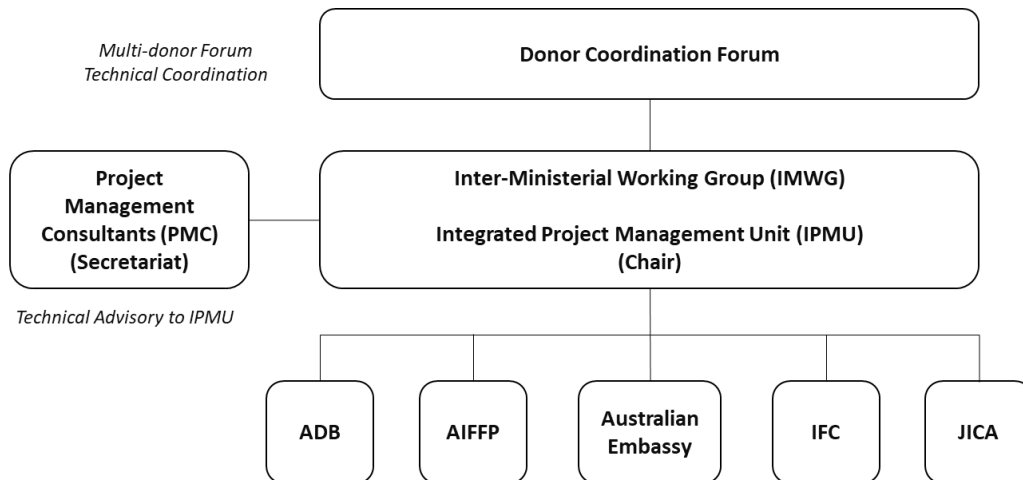 Multi-donor Forum
Technical Coordination
Donor Coordination Forum
Project
Management
Consultants (PMC)
(Secretariat)
Inter-Ministerial Working Group (IMWG)
Integrated Project Management Unit (IPMU)
(Chair)
Technical Advisory to IPMU
ADB
AIFFP
Australian
Embassy
IFC
JICA